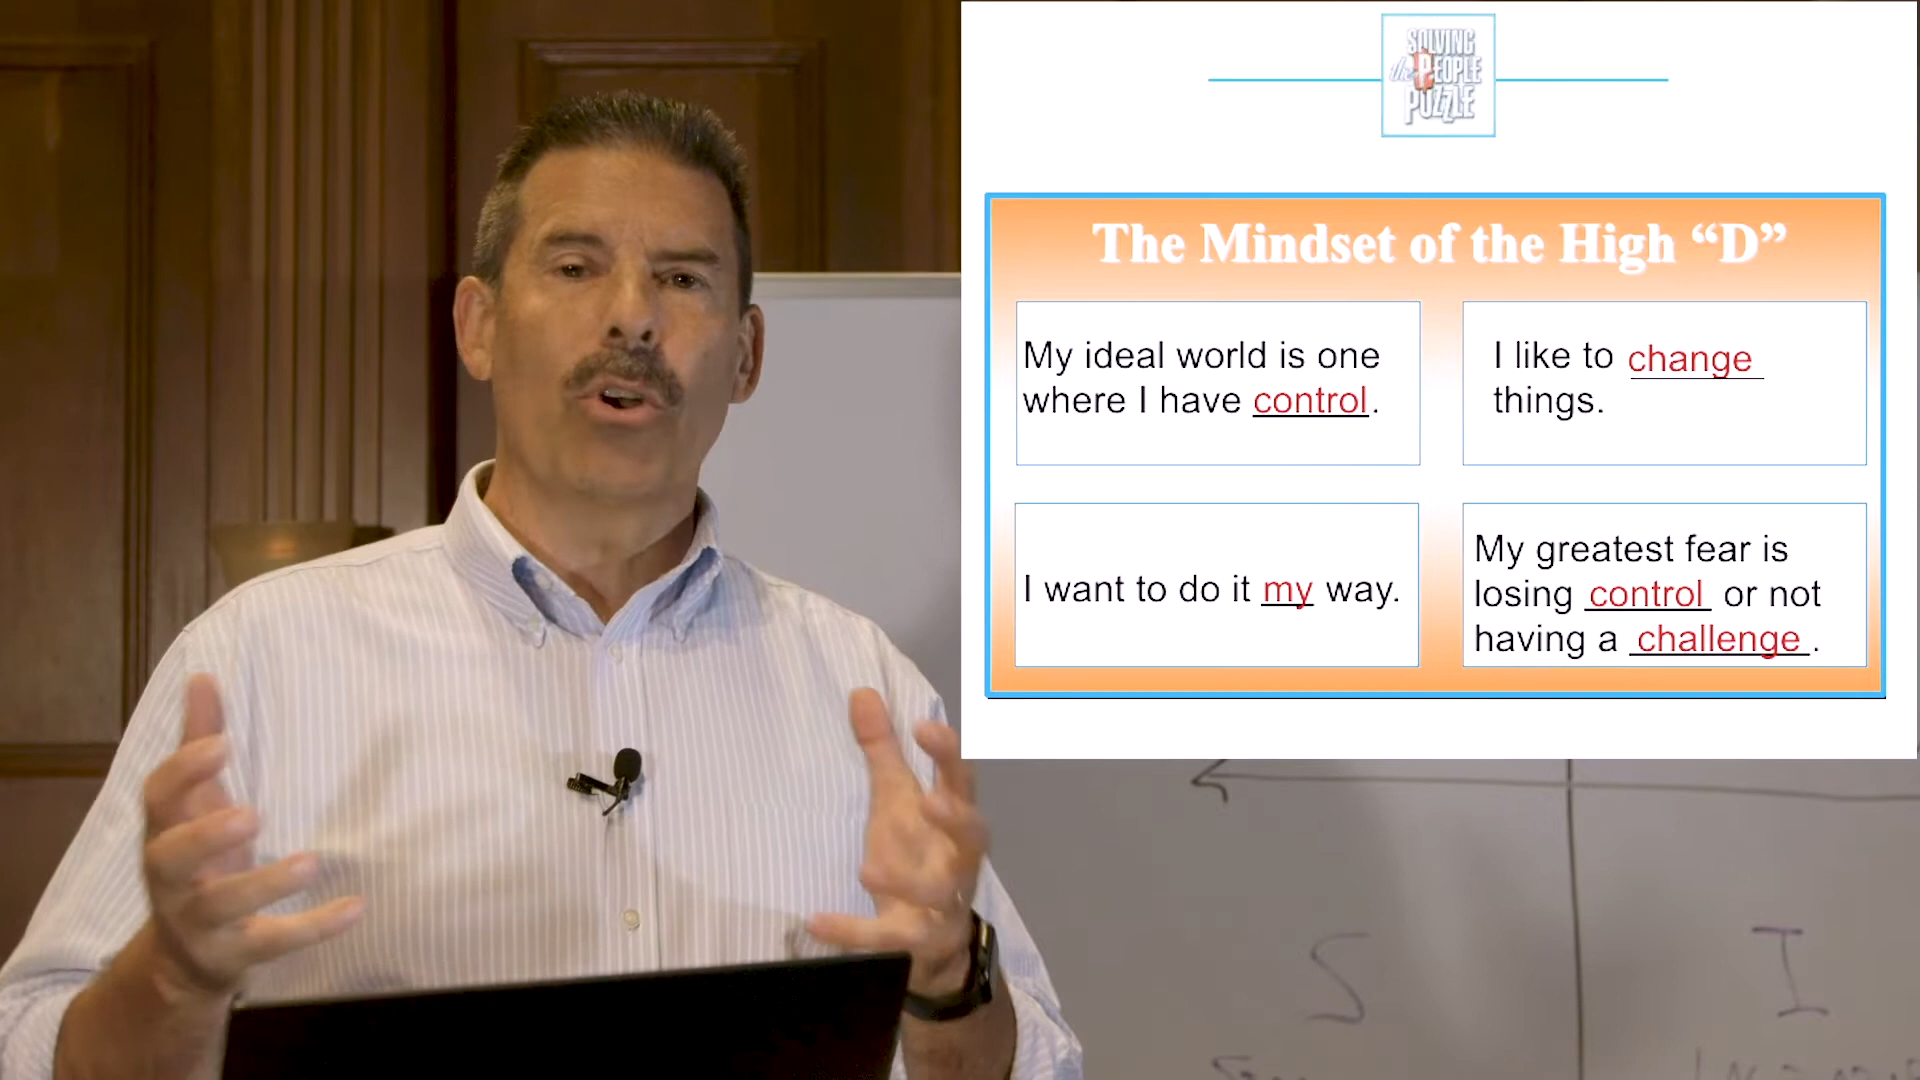 SOLVING
the PEOPLE
PUZZLE
The Mindset of the High “D”
My ideal world is one
where I have control.
I like to change
things.
I want to do it my way.
My greatest fear is
losing control or not
having a challenge.
S
I